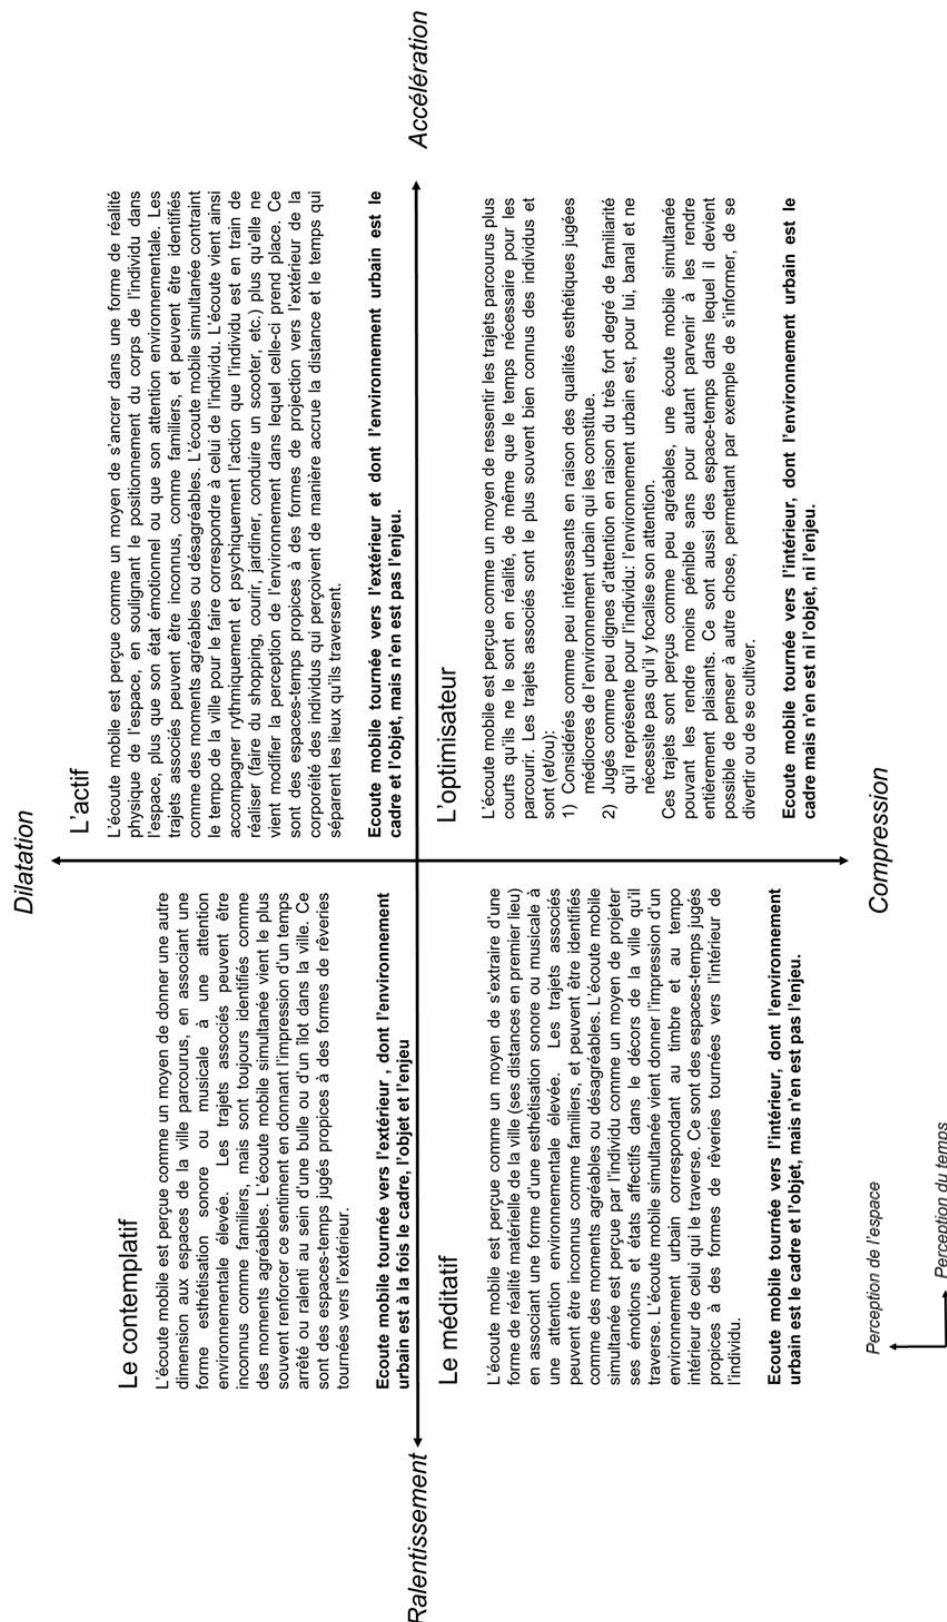 Dilatation
Le contemplatif
L'écoute mobile est perçue comme un moyen de donner une autre
dimension aux espaces de la ville parcourus, en associant une
forme esthétisation sonore ou musicale à une attention
environnementale élevée. Les trajets associés peuvent être
inconnus comme familiers, mais sont toujours identifiés comme
des moments agréables. L'écoute mobile simultanée vient le plus
souvent renforcer ce sentiment en donnant l'impression d'un temps
arrêté ou ralenti au sein d'une bulle ou d'un îlot dans la ville. Ce
sont des espaces-temps jugés propices à des formes de rêveries
tournées vers l'extérieur.
Ecoute mobile tournée vers l'extérieur , dont l'environnement
urbain est à la fois le cadre, l'objet et l'enjeu
L'actif
L'écoute mobile est perçue comme un moyen de s'ancrer dans une forme de réalité
physique de l'espace, en soulignant le positionnement du corps de l'individu dans
l'espace, plus que son état émotionnel ou que son attention environnementale. Les
trajets associés peuvent être inconnus, comme familiers, et peuvent être identifiés
comme des moments agréables ou désagréables. L'écoute mobile simultanée contraint
le tempo de la ville pour le faire correspondre à celui de l'individu. L'écoute vient ainsi
accompagner rythmiquement et psychiquement l'action que l'individu est en train de
réaliser (faire du shopping, courir, jardiner, conduire un scooter, etc.) plus qu'elle ne
vient modifier la perception de l'environnement dans lequel celle-ci prend place. Ce
sont des espaces-temps propices à des formes de projection vers l'extérieur de la
corporéité des individus qui perçoivent de manière accrue la distance et le temps qui
séparent les lieux qu'ils traversent.
Ecoute mobile tournée vers l'extérieur et dont l'environnement urbain est le
cadre et l'objet, mais n'en est pas l'enjeu.
Ralentissement
Accélération
Le méditatif
L'écoute mobile est perçue comme un moyen de s'extraire d'une
forme de réalité matérielle de la ville (ses distances en premier lieu)
en associant une forme d'une esthétisation sonore ou musicale à
une attention environnementale élevée. Les trajets associés
peuvent être inconnus comme familiers, et peuvent être identifiés
comme des moments agréables ou désagréables. L'écoute mobile
simultanée est perçue par l'individu comme un moyen de projeter
ses émotions et états affectifs dans le décors de la ville qu'il
traverse. L'écoute mobile simultanée vient donner l'impression d'un
environnement urbain correspondant au timbre et au tempo
intérieur de celui qui le traverse. Ce sont des espaces-temps jugés
propices à des formes de rêveries tournées vers l'intérieur de
l'individu.
Ecoute mobile tournée vers l'intérieur, dont l'environnement
urbain est le cadre et l'objet, mais n'en est pas l'enjeu.
L'optimisateur
L'écoute mobile est perçue comme un moyen de ressentir les trajets parcourus plus
courts qu'ils ne le sont en réalité, de même que le temps nécessaire pour les
parcourir. Les trajets associés sont le plus souvent bien connus des individus et
sont (et/ou):
1) Considérés comme peu intéressants en raison des qualités esthétiques jugées
médiocres de l'environnement urbain qui les constitue.
2) Jugés comme peu dignes d'attention en raison du très fort degré de familiarité
qu'il représente pour l'individu: l'environnement urbain est, pour lui, banal et ne
nécessite pas qu'il y focalise son attention.
Ces trajets sont perçus comme peu agréables, une écoute mobile simultanée
pouvant les rendre moins pénible sans pour autant parvenir à les rendre
entièrement plaisants. Ce sont aussi des espace-temps dans lequel il devient
possible de penser à autre chose, permettant par exemple de s'informer, de se
divertir ou de se cultiver.
Ecoute mobile tournée vers l'intérieur, dont l'environnement urbain est le
cadre mais n'en est ni l'objet, ni l'enjeu.
Compression
Perception de l'espace
Perception du temps